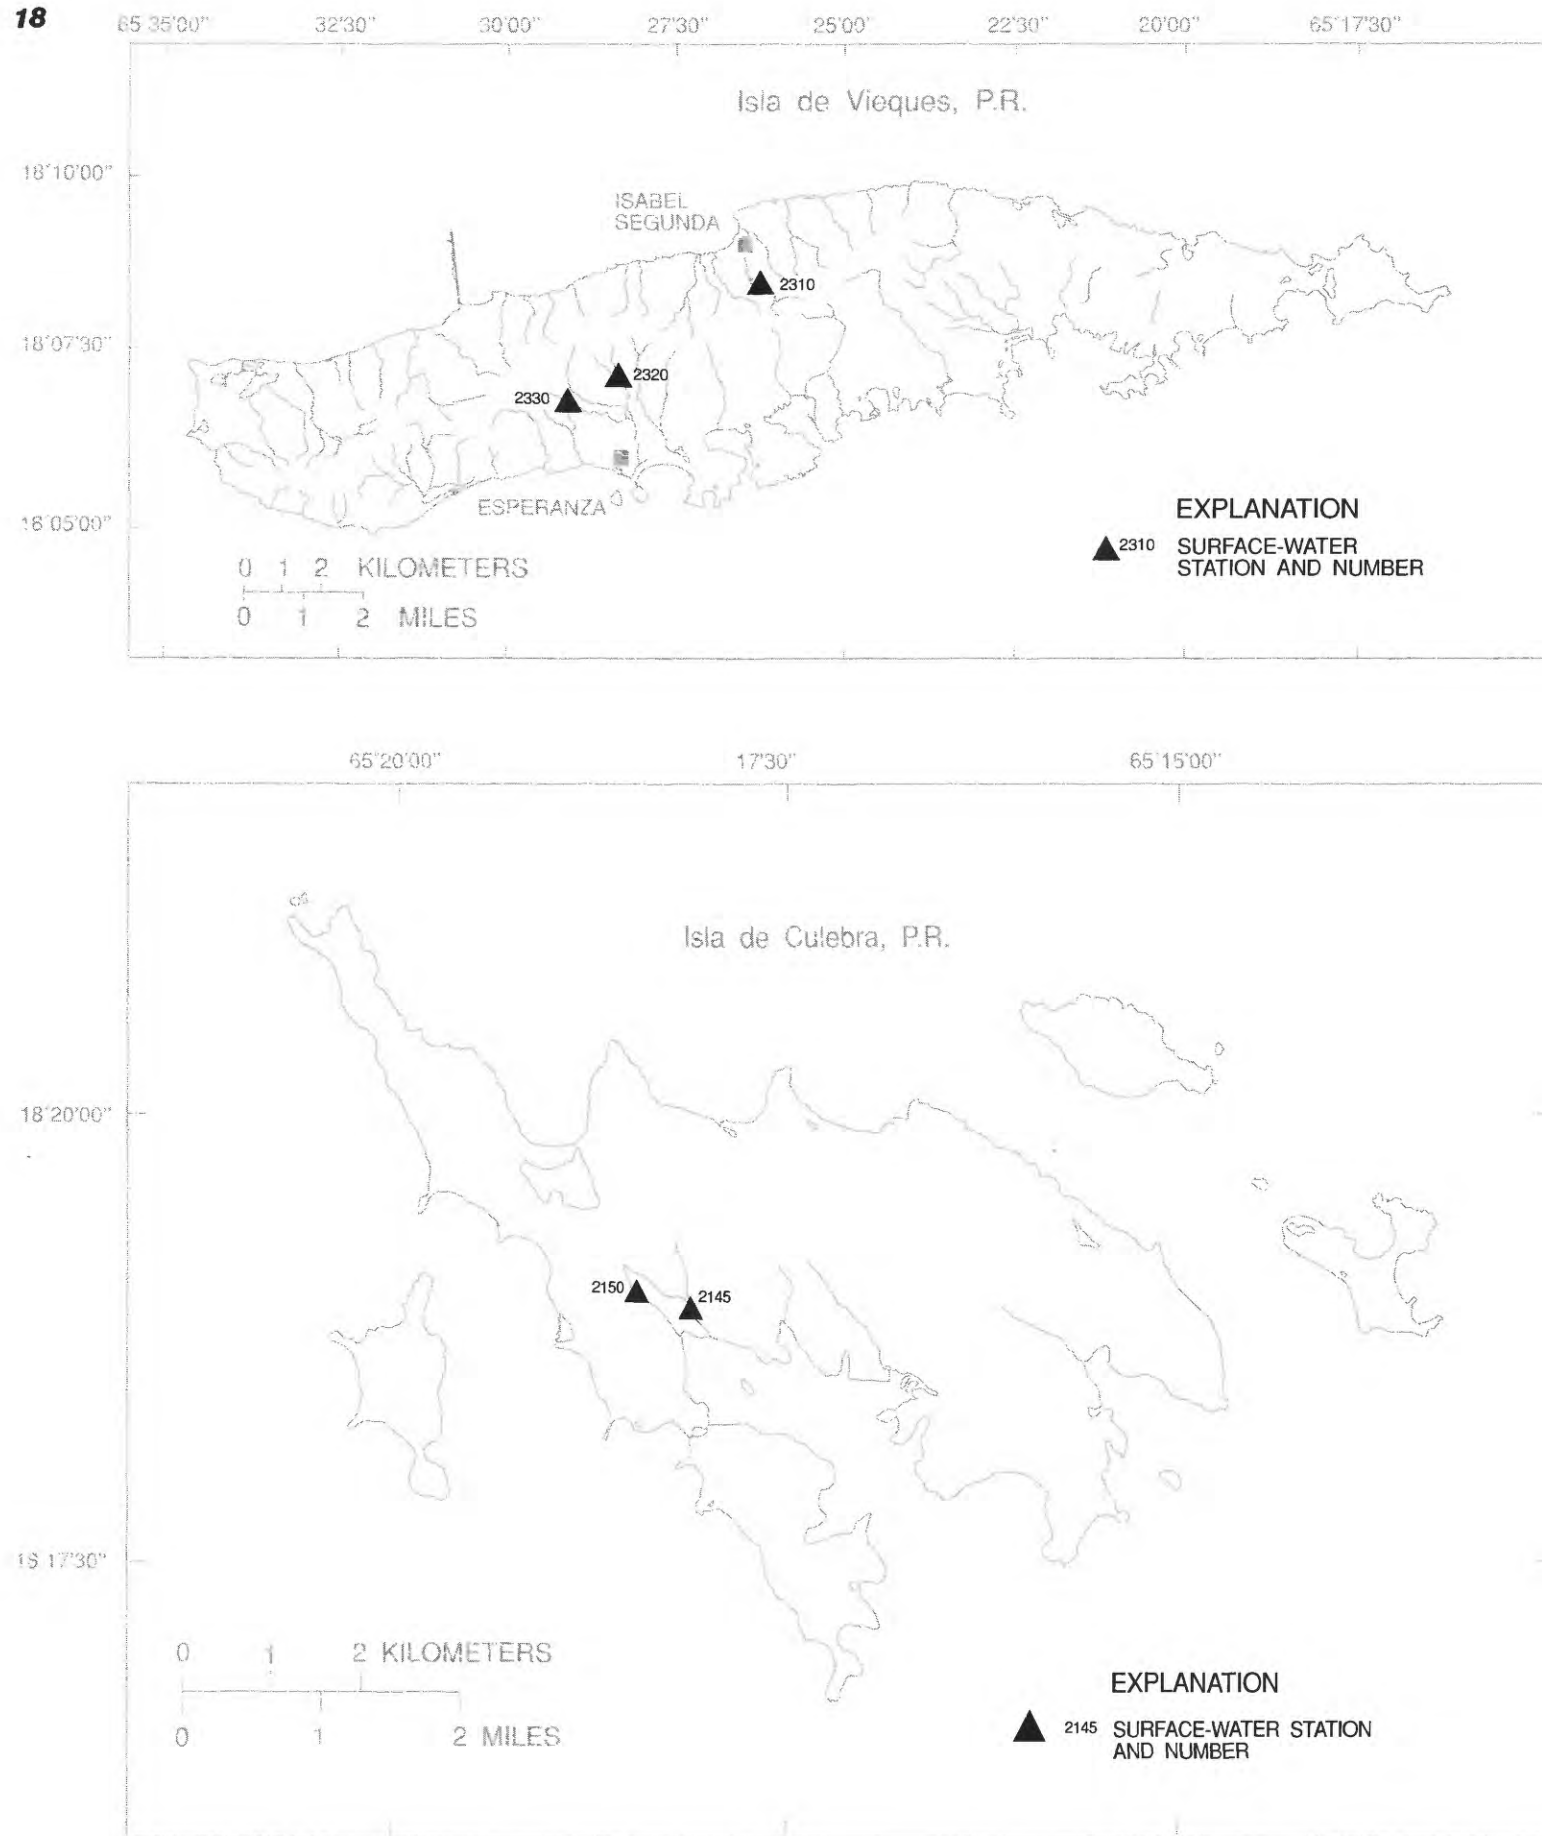 18
65°35'00" 32'30" 30'00" 27'30" 25'00" 22'30" 20'00" 65°17'30"
Isla de Vieques, P.R.
18°10'00"
ISABEL
SEGUNDA
2310
18°07'30"
2320
2330
ESPERANZA
18°05'00"
EXPLANATION
2310 SURFACE-WATER
STATION AND NUMBER
0 1 2 KILOMETERS
0 1 2 MILES
65°20'00" 17'30" 65°15'00"
Isla de Culebra, P.R.
18°20'00"
2150
2145
18°17'30"
0 1 2 KILOMETERS
0 1 2 MILES
EXPLANATION
2145 SURFACE-WATER STATION
AND NUMBER